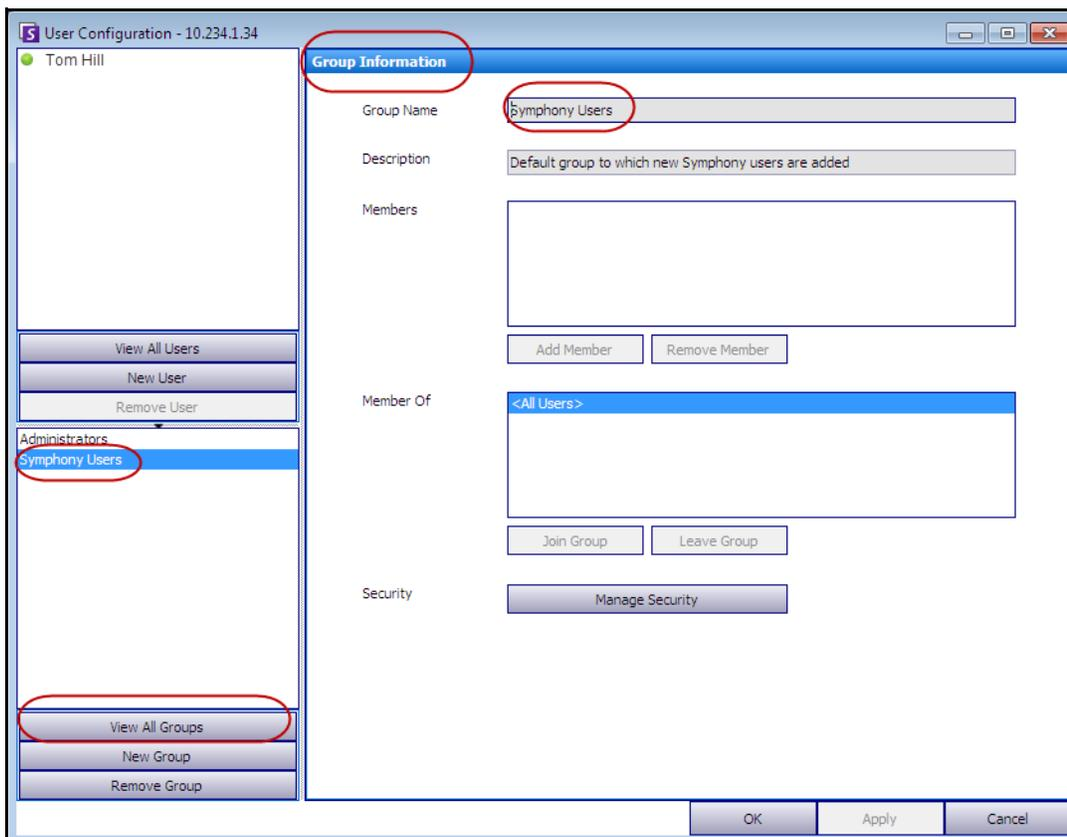 User Configuration - 10.234.1.34
Tom Hill
View All Users
New User
Remove User
Administrators
Symphony Users
View All Groups
New Group
Remove Group
Group Information
Group Name
Symphony Users
Description
Default group to which new Symphony users are added
Members
Add Member
Remove Member
Member Of
<All Users>
Join Group
Leave Group
Security
Manage Security
OK
Apply
Cancel